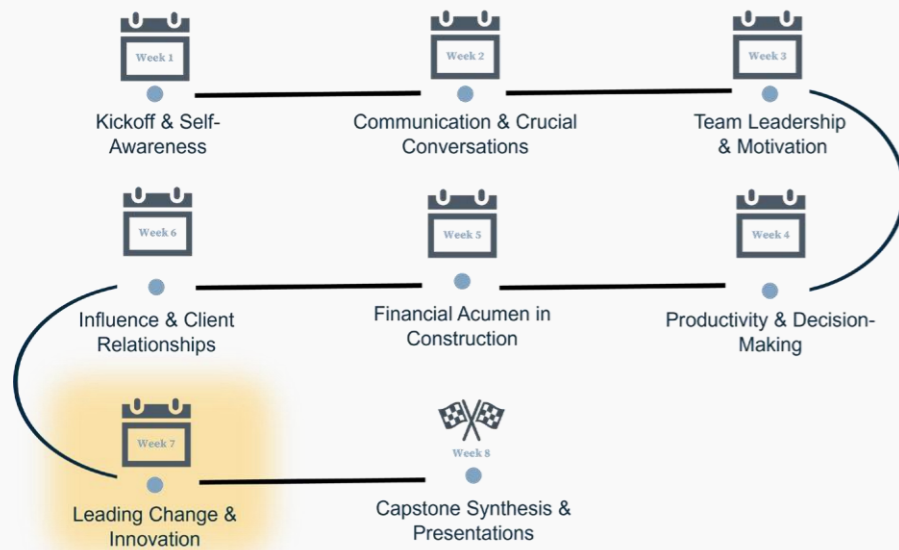 Week 1
Kickoff & Self-
Awareness
Week 2
Communication & Crucial
Conversations
Week 3
Team Leadership
& Motivation
Week 4
Productivity & Decision-
Making
Week 5
Financial Acumen in
Construction
Week 6
Influence & Client
Relationships
Week 7
Leading Change &
Innovation
Week 8
Capstone Synthesis &
Presentations